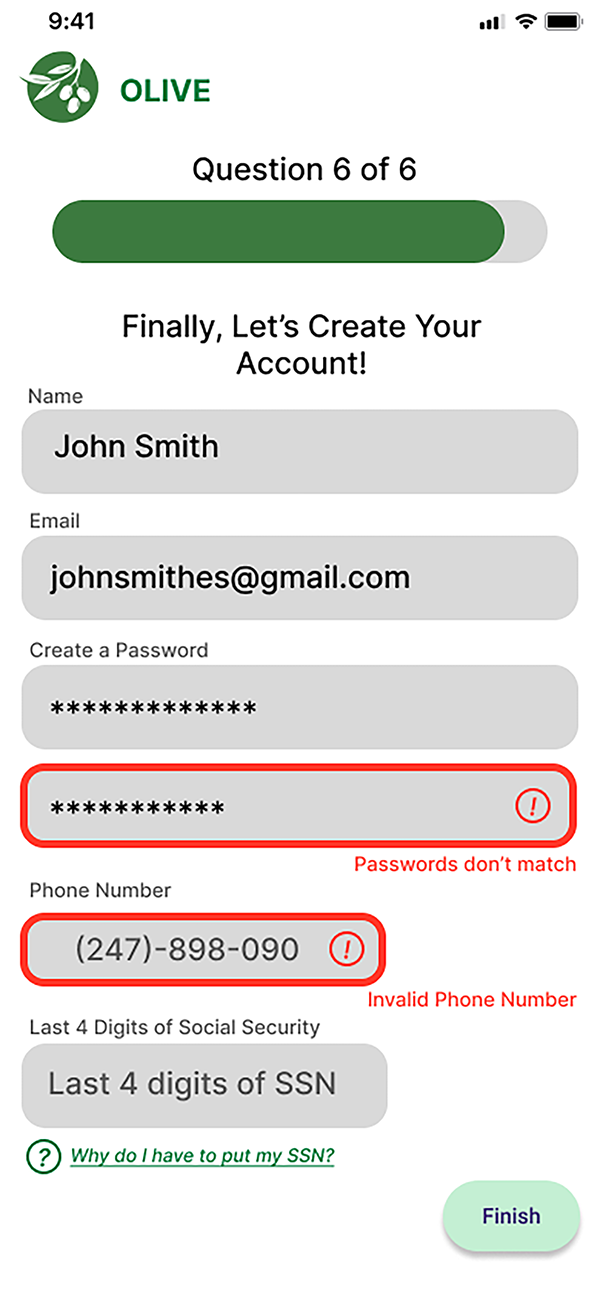 9:41
OLIVE
Question 6 of 6
Finally, Let's Create Your
Account!
Name
John Smith
Email
johnsmithes@gmail.com
Create a Password
*************
***********
!
Passwords don't match
Phone Number
(247)-898-090
!
Invalid Phone Number
Last 4 Digits of Social Security
Last 4 digits of SSN
? Why do I have to put my SSN?
Finish